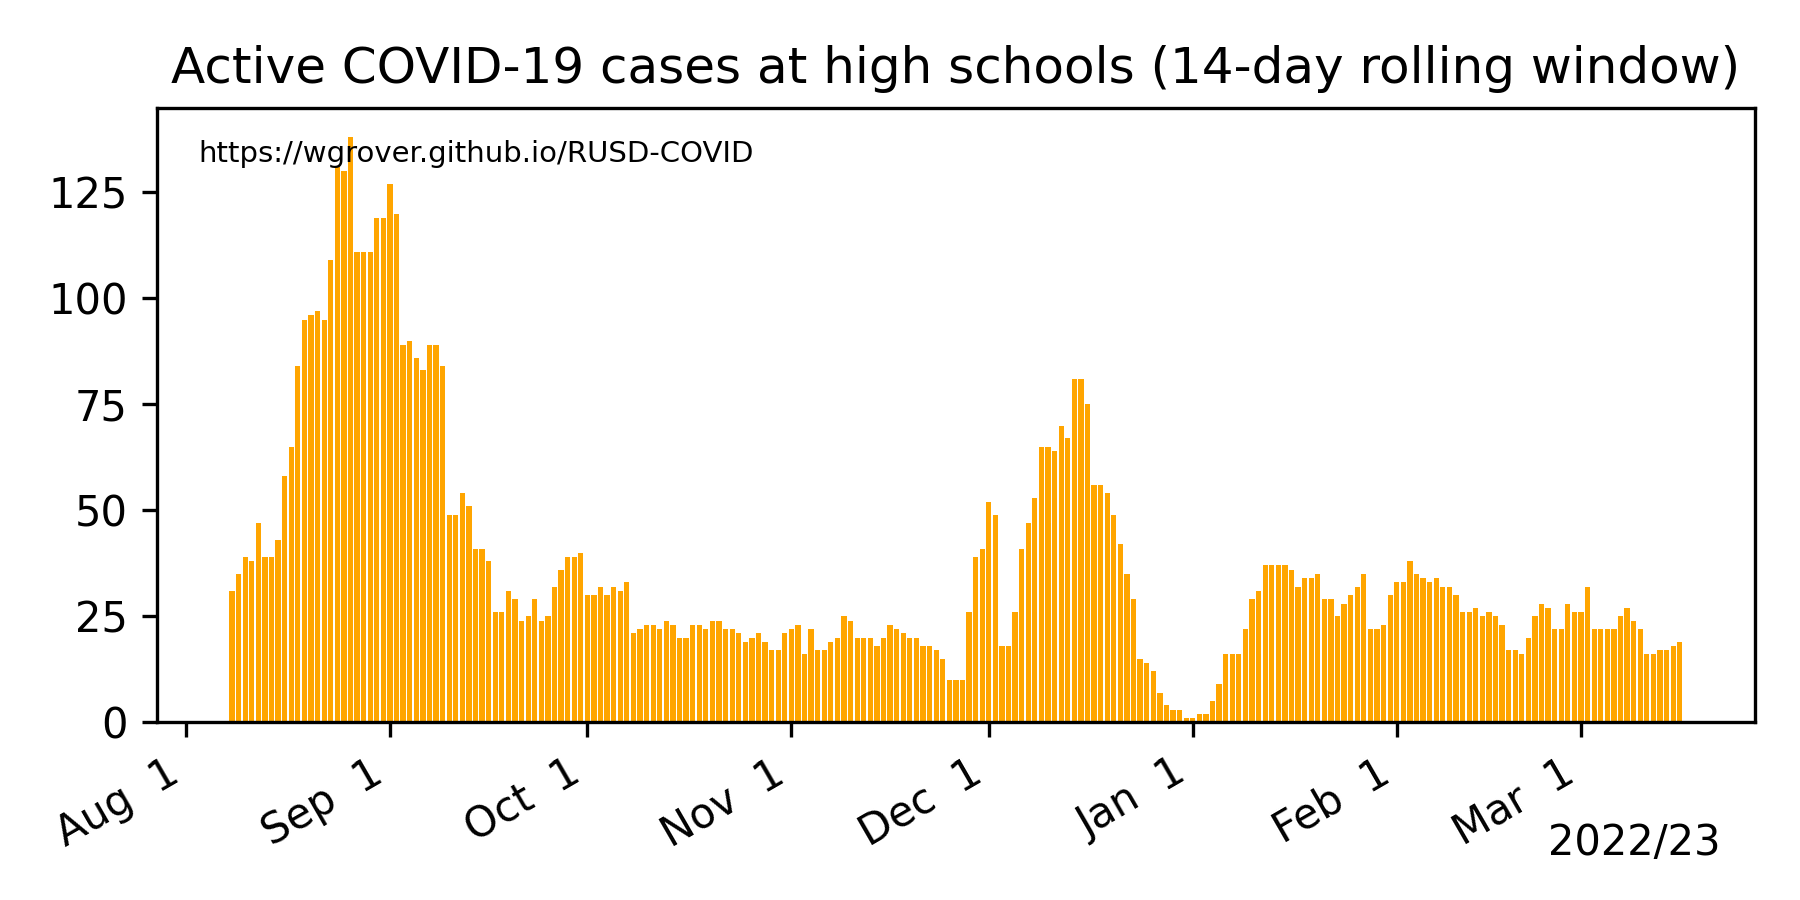 Active COVID-19 cases at high schools (14-day rolling window)
https://wgrover.github.io/RUSD-COVID
125
100
75
50
25
0
Aug 1
Sep 1
Oct 1
Nov 1
Dec 1
Jan 1
Feb 1
Mar 1
2022/23